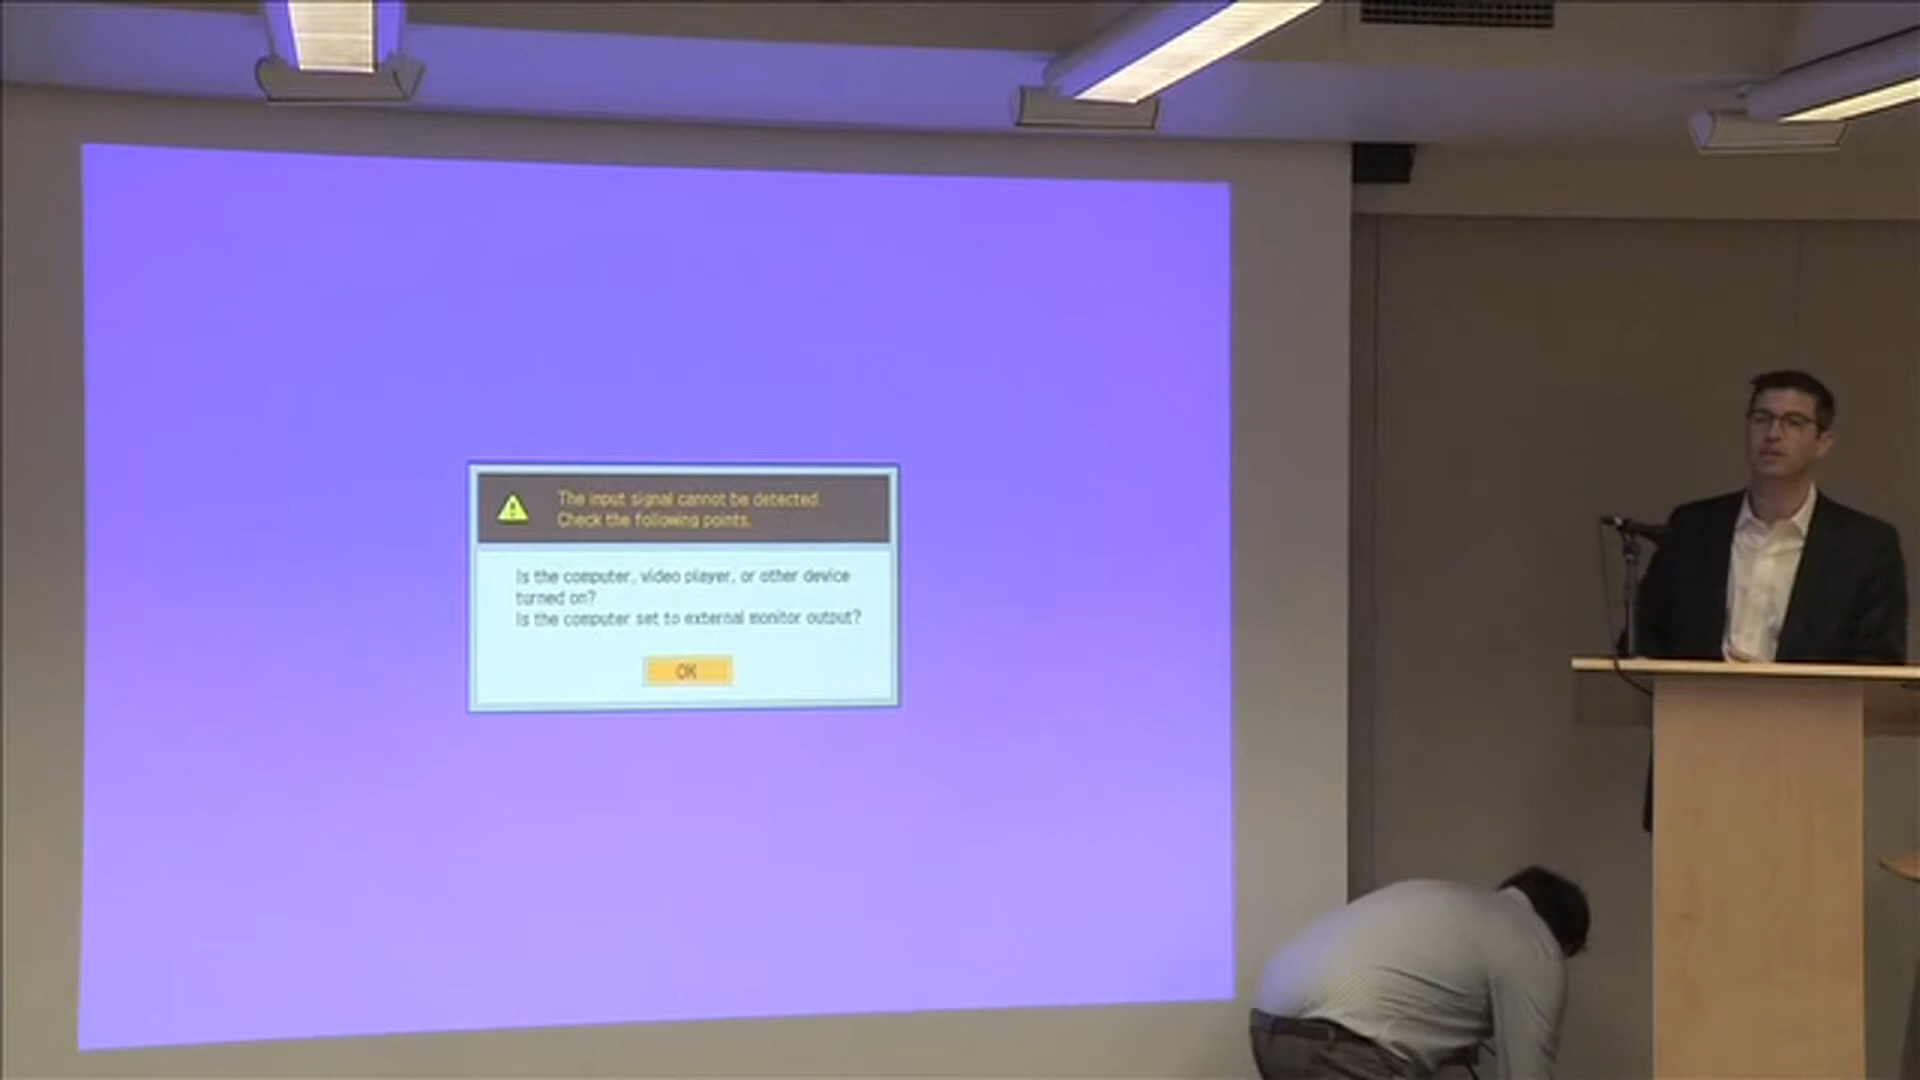 The input signal cannot be detected.
Check the following points.
Is the computer, video player, or other device
turned on?
Is the computer set to external monitor output?
OK